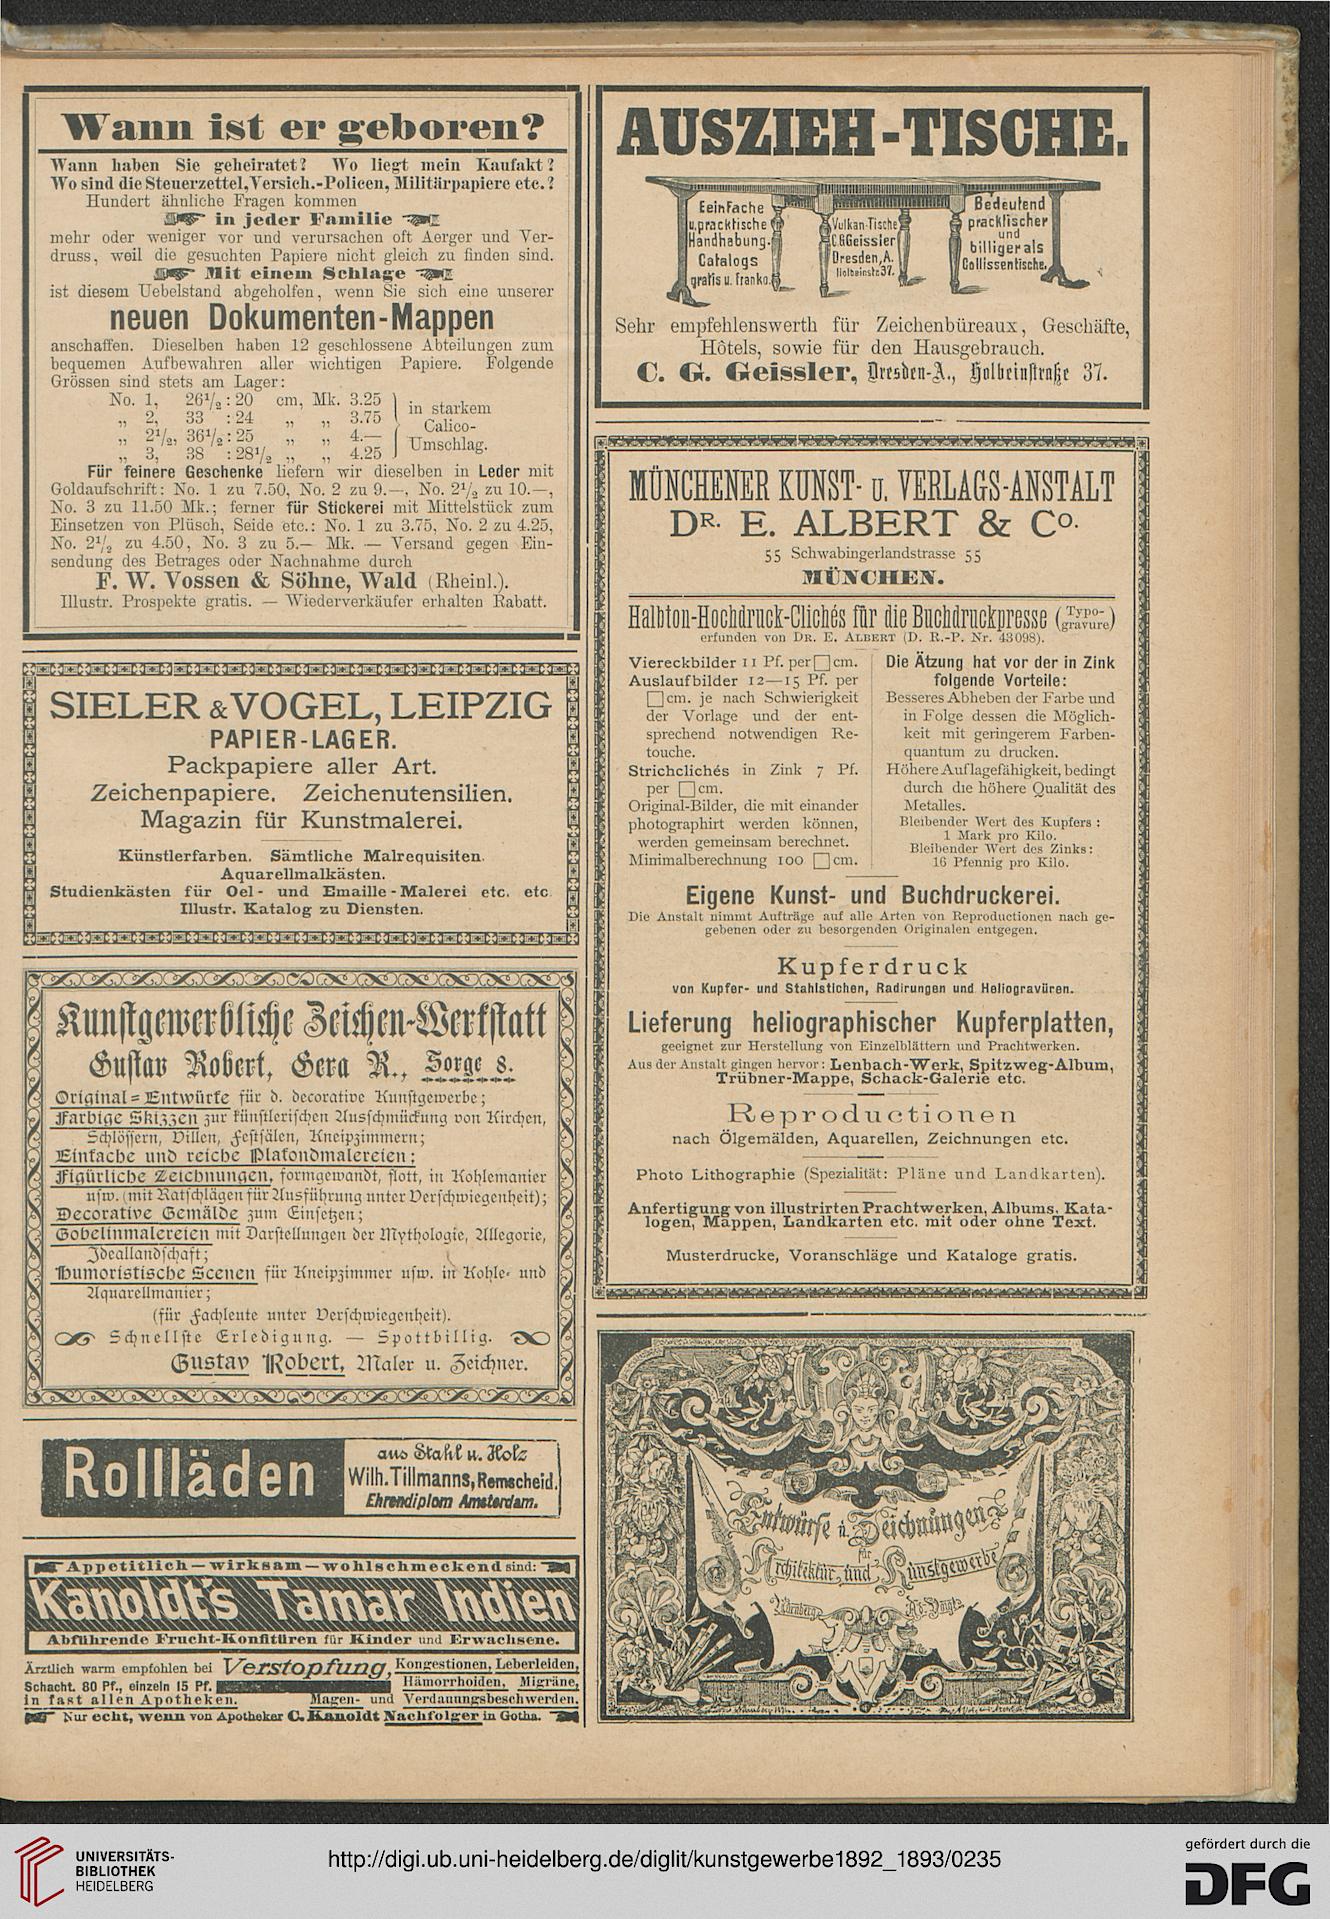 Wann ist er geboren?
Wann haben Sie geheiratet? Wo liegt mein Kaufakt?
Wo sind die Steuerzettel, Versich.-Policen, Militärpapiere etc.?
Hundert ähnliche Fragen kommen
in jeder Familie
mehr oder weniger vor und verursachen oft Aerger und Ver-
druss, weil die gesuchten Papiere nicht gleich zu finden sind.
Mit einem Schlage
ist diesem Uebelstand abgeholfen, wenn Sie sich eine unserer
neuen Dokumenten-Mappen
anschaffen. Dieselben haben 12 geschlossene Abteilungen zum
bequemen Aufbewahren aller wichtigen Papiere. Folgende
Grössen sind stets am Lager:
No. 1, 26½ : 20 cm, Mk. 3.25
„ 2, 33 : 24 „ „ 3.75
„ 2½, 36½ : 25 „ „ 4.—
„ 3, 38 : 28½ „ „ 4.25
in starkem
Calico-
Umschlag.
Für feinere Geschenke liefern wir dieselben in Leder mit
Goldaufschrift: No. 1 zu 7.50, No. 2 zu 9.—, No. 2½ zu 10.—,
No. 3 zu 11.50 Mk.; ferner für Stickerei mit Mittelstück zum
Einsetzen von Plüsch, Seide etc.: No. 1 zu 3.75, No. 2 zu 4.25,
No. 2½ zu 4.50, No. 3 zu 5.— Mk. — Versand gegen Ein-
sendung des Betrages oder Nachnahme durch
F. W. Vossen & Söhne, Wald (Rheinl.).
Illustr. Prospekte gratis. — Wiederverkäufer erhalten Rabatt.
SIELER & VOGEL, LEIPZIG
PAPIER-LAGER.
Packpapiere aller Art.
Zeichenpapiere. Zeichenutensilien.
Magazin für Kunstmalerei.
Künstlerfarben. Sämtliche Malrequisiten.
Aquarellmalkästen.
Studienkästen für Oel- und Emaille-Malerei etc. etc
Illustr. Katalog zu Diensten.
Kunstgewerbliche Zeichen-Werkstatt
Gustav Robert, Gera R., Sorge 8.
Original=Entwürfe für d. decorative Kunstgewerbe;
Farbige Skizzen zur künstlerischen Ausschmückung von Kirchen,
Schlössern, Villen, Festsälen, Kneipzimmern;
Einfache und reiche Plafondmalereien;
Figürliche Zeichnungen, formgewandt, flott, in Kohlemanier
usw. (mit Ratschlägen für Ausführung unter Verschwiegenheit);
Decorative Gemälde zum Einsetzen;
Gobelinmalereien mit Darstellungen der Mythologie, Allegorie,
Ideallandschaft;
Humoristische Scenen für Kneipzimmer usw. in Kohle- und
Aquarellmanier;
(für Fachleute unter Verschwiegenheit).
Schnellste Erledigung. — Spottbillig.
Gustav Robert, Maler u. Zeichner.
Rollläden
aus Stahl u. Holz
Wilh. Tillmanns, Remscheid.
Ehrendiplom Amsterdam.
Appetitlich — wirksam — wohlschmeckend sind:
Kanoldt's Tamar Indien
Abführende Frucht-Konfitüren für Kinder und Erwachsene.
Ärztlich warm empfohlen bei Verstopfung, Kongestionen, Leberleiden,
Schacht. 80 Pf., einzeln 15 Pf. Hämorrhoiden, Migräne,
in fast allen Apotheken. Magen- und Verdauungsbeschwerden.
Nur echt, wenn von Apotheker C. Kanoldt Nachfolger in Gotha.
AUSZIEH-TISCHE.
Eeinfache
u. pracktische
Handhabung.
Catalogs
gratis u. franko.
Vulkan-Tische
C.G Geissler
Dresden, A.
Holbeinstr. 37.
Bedeutend
pracktischer
und
billiger als
Collissentische.
Sehr empfehlenswerth für Zeichenbüreaux, Geschäfte,
Hôtels, sowie für den Hausgebrauch.
C. G. Geissler, Dresden-A., Holbeinstraße 37.
MÜNCHENER KUNST- U. VERLAGS-ANSTALT
DR. E. ALBERT & CO.
55 Schwabingerlandstrasse 55
MÜNCHEN.
Halbton-Hochdruck-Clichés für die Buchdruckpresse (Typo-gravure)
erfunden von DR. E. ALBERT (D. R.-P. Nr. 43098).
Viereckbilder 11 Pf. per □cm.
Auslaufbilder 12—15 Pf. per
□cm. je nach Schwierigkeit
der Vorlage und der ent-
sprechend notwendigen Re-
touche.
Strichclichés in Zink 7 Pf.
per □cm.
Original-Bilder, die mit einander
photographirt werden können,
werden gemeinsam berechnet.
Minimalberechnung 100 □cm.
Die Ätzung hat vor der in Zink
folgende Vorteile:
Besseres Abheben der Farbe und
in Folge dessen die Möglich-
keit mit geringerem Farben-
quantum zu drucken.
Höhere Auflagefähigkeit, bedingt
durch die höhere Qualität des
Metalles.
Bleibender Wert des Kupfers:
1 Mark pro Kilo.
Bleibender Wert des Zinks:
16 Pfennig pro Kilo.
Eigene Kunst- und Buchdruckerei.
Die Anstalt nimmt Aufträge auf alle Arten von Reproductionen nach ge-
gebenen oder zu besorgenden Originalen entgegen.
Kupferdruck
von Kupfer- und Stahlstichen, Radirungen und Heliogravüren.
Lieferung heliographischer Kupferplatten,
geeignet zur Herstellung von Einzelblättern und Prachtwerken.
Aus der Anstalt gingen hervor: Lenbach-Werk, Spitzweg-Album,
Trübner-Mappe, Schack-Galerie etc.
Reproductionen
nach Ölgemälden, Aquarellen, Zeichnungen etc.
Photo Lithographie (Spezialität: Pläne und Landkarten).
Anfertigung von illustrirten Prachtwerken, Albums, Kata-
logen, Mappen, Landkarten etc. mit oder ohne Text.
Musterdrucke, Voranschläge und Kataloge gratis.
Entwürfe u. Zeichnungen
für
Architektur und Kunstgewerbe
Nürnberg Ad. Voigt
UNIVERSITÄTS-
BIBLIOTHEK
HEIDELBERG
http://digi.ub.uni-heidelberg.de/diglit/kunstgewerbe1892_1893/0235
gefördert durch die
DFG